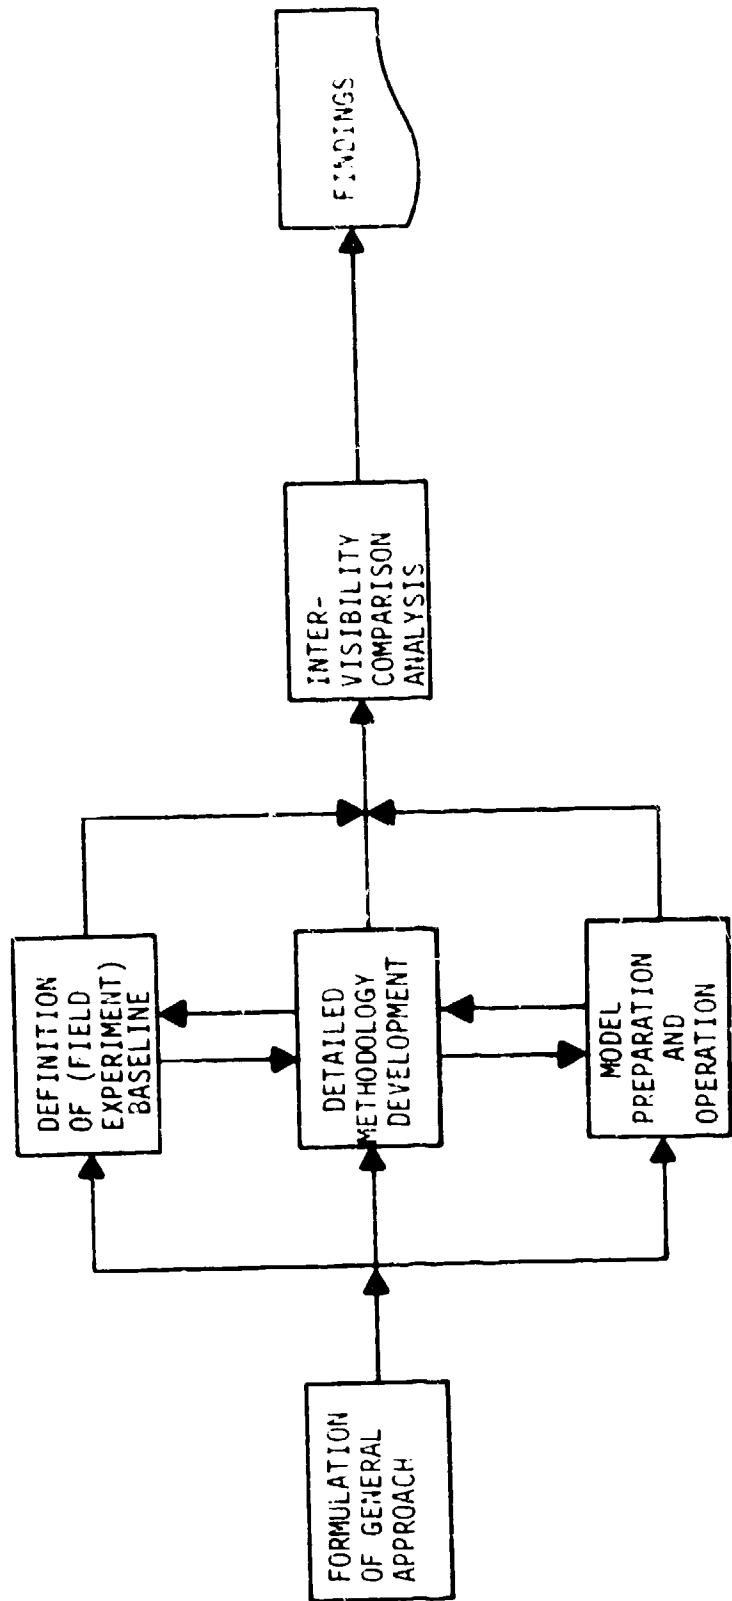 FORMULATION
OF GENERAL
APPROACH
DEFINITION
OF (FIELD
EXPERIMENT)
BASELINE
DETAILED
METHODOLOGY
DEVELOPMENT
MODEL
PREPARATION
AND
OPERATION
INTER-
VISIBILITY
COMPARISON
ANALYSIS
FINDINGS